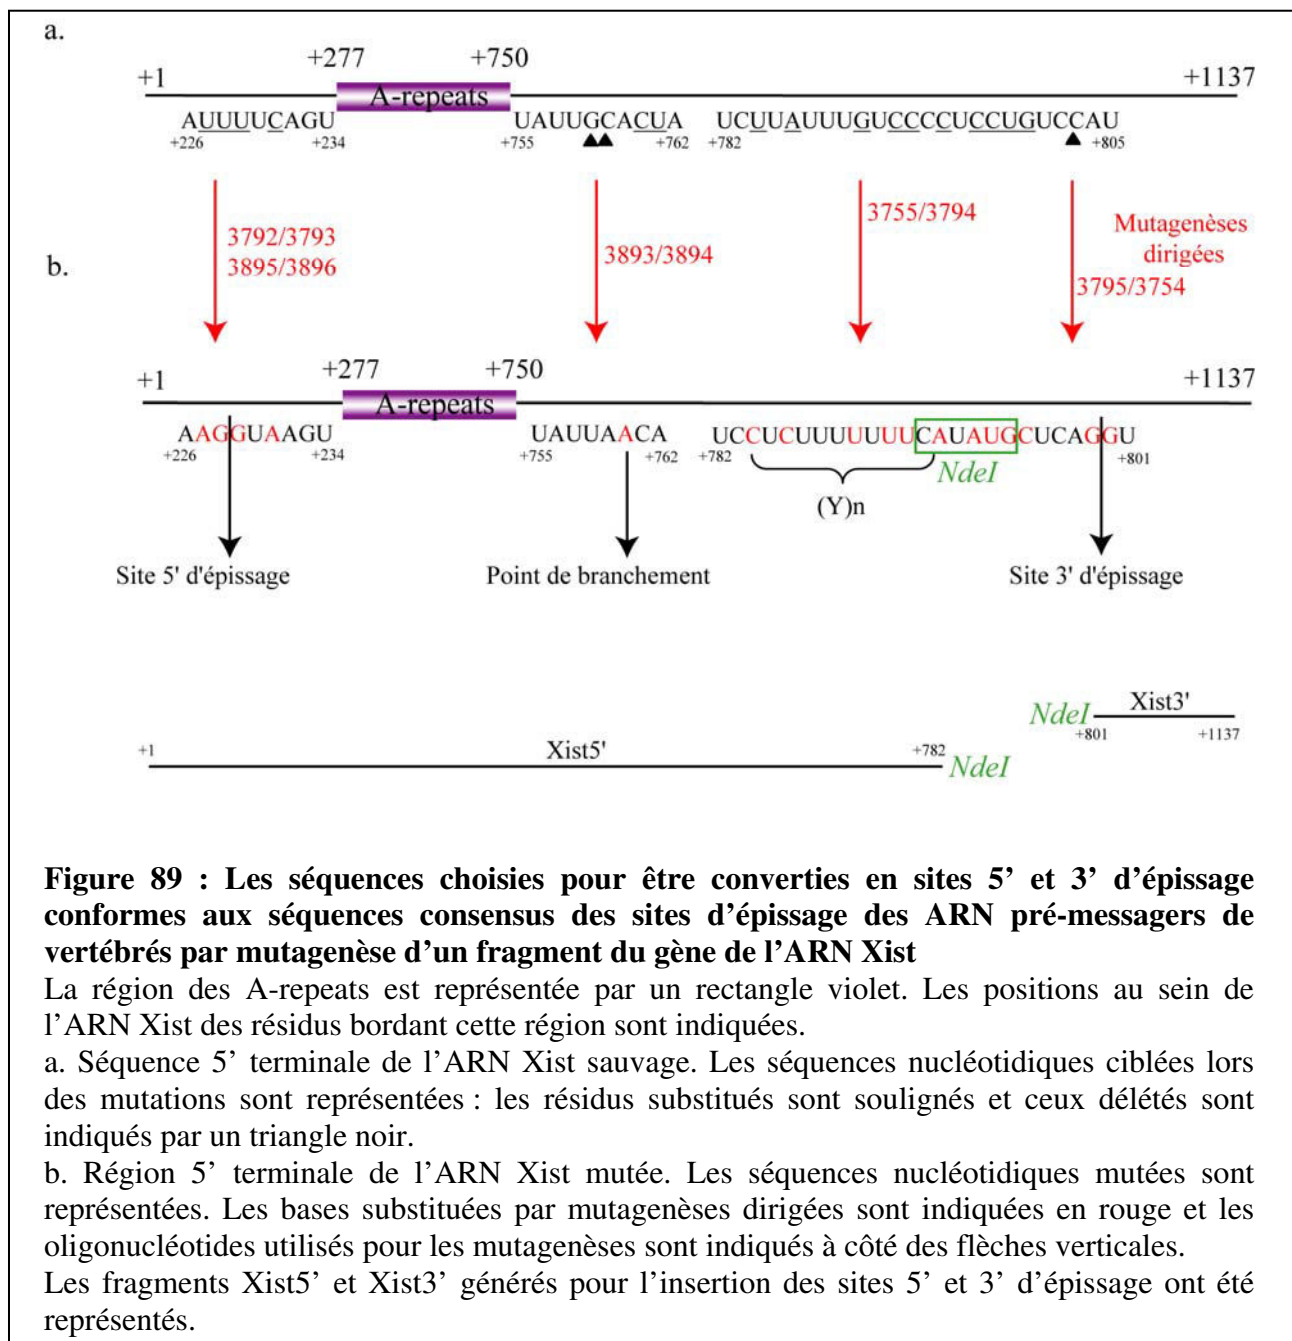 a.
+1 +277 +750 +1137
A-repeats
AUUUUCAGU UAUUGCACUA UCUUAUUUGUCCCCUCCUGUCCAU
+226 +234 +755 +762 +782 +805
3792/3793
3895/3896
3893/3894
3755/3794
Mutagenèses
dirigées
3795/3754
b.
+1 +277 +750 +1137
A-repeats
AAGGUAAGU UAUUAACA UCCUCUUUUUUUCAUAUGCUCAGGU
+226 +234 +755 +762 +782 +801
NdeI
(Y)n
Site 5' d'épissage Point de branchement Site 3' d'épissage
NdeI Xist3'
+801 +1137
+1 Xist5' +782
NdeI
Figure 89 : Les séquences choisies pour être converties en sites 5’ et 3’ d’épissage
conformes aux séquences consensus des sites d’épissage des ARN pré-messagers de
vertébrés par mutagenèse d’un fragment du gène de l’ARN Xist
La région des A-repeats est représentée par un rectangle violet. Les positions au sein de
l’ARN Xist des résidus bordant cette région sont indiquées.
a. Séquence 5’ terminale de l’ARN Xist sauvage. Les séquences nucléotidiques ciblées lors
des mutations sont représentées : les résidus substitués sont soulignés et ceux délétés sont
indiqués par un triangle noir.
b. Région 5’ terminale de l’ARN Xist mutée. Les séquences nucléotidiques mutées sont
représentées. Les bases substituées par mutagenèses dirigées sont indiquées en rouge et les
oligonucléotides utilisés pour les mutagenèses sont indiqués à côté des flèches verticales.
Les fragments Xist5’ et Xist3’ générés pour l’insertion des sites 5’ et 3’ d’épissage ont été
représentés.